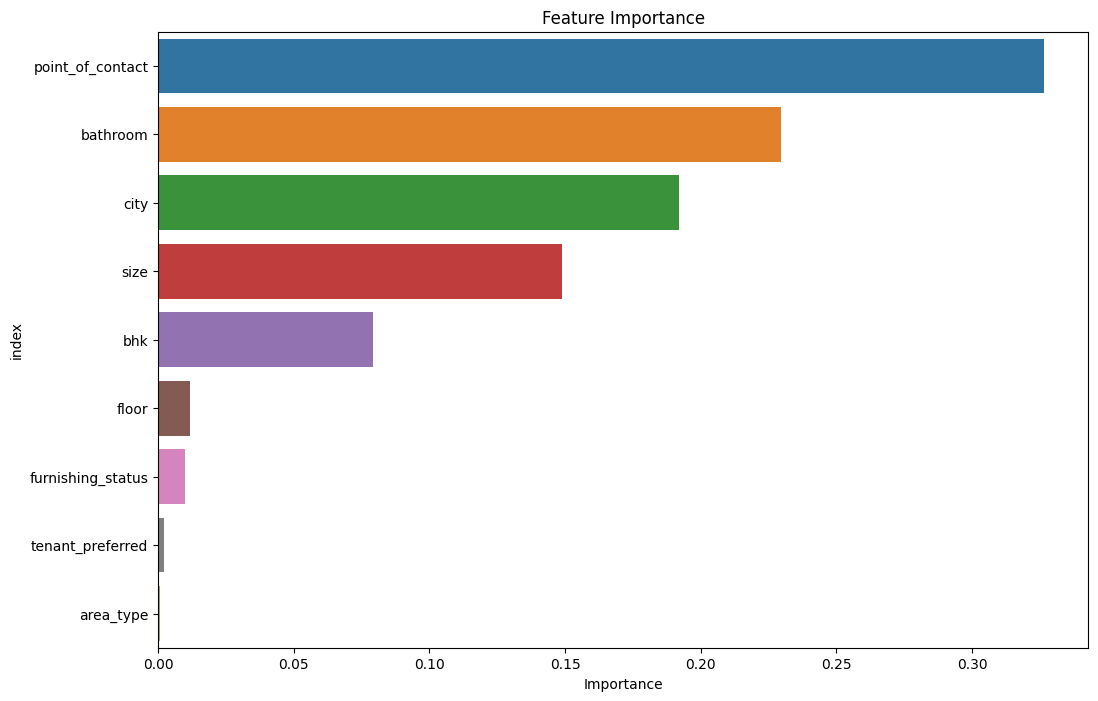 Feature Importance
point_of_contact
bathroom
city
size
bhk
floor
furnishing_status
tenant_preferred
area_type
index
0.00 0.05 0.10 0.15 0.20 0.25 0.30
Importance